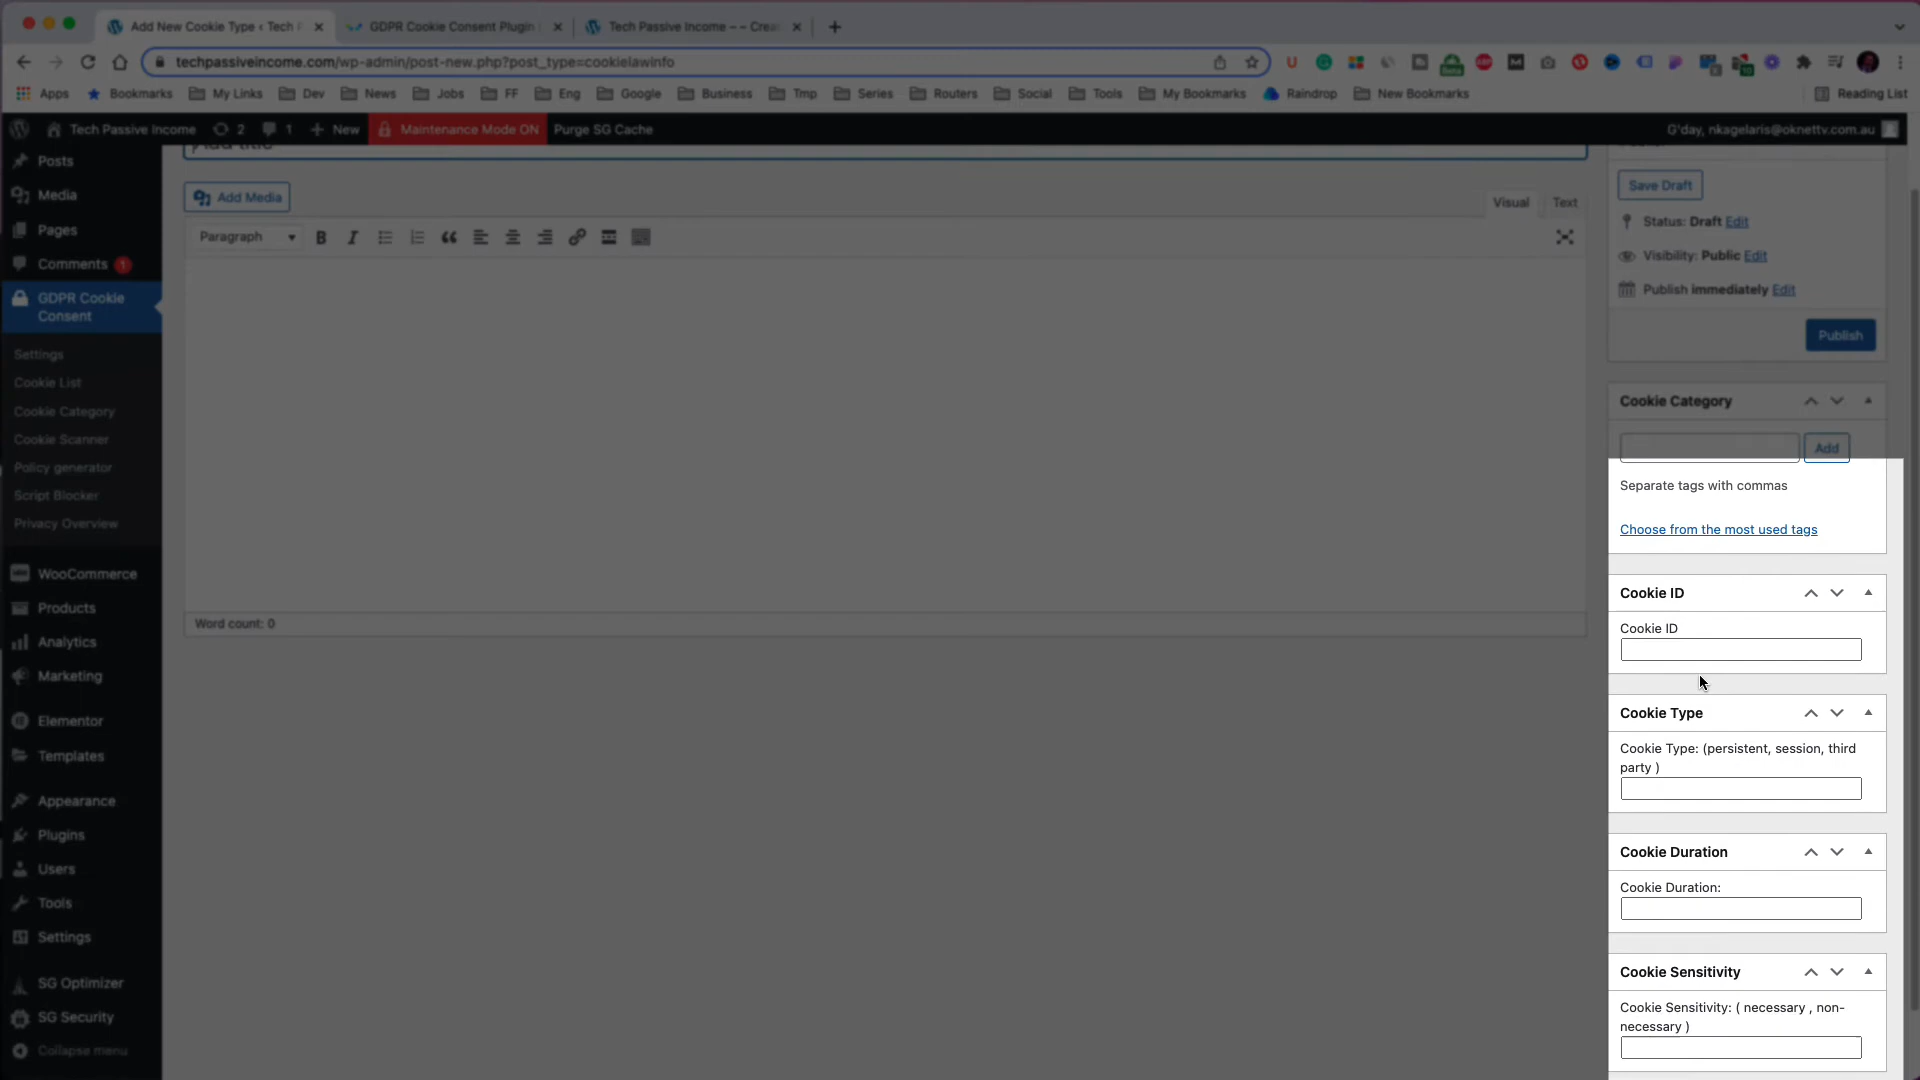 Add New Cookie Type ‹ Tech P
GDPR Cookie Consent Plugin
Tech Passive Income – – Crea
techpassiveincome.com/wp-admin/post-new.php?post_type=cookielawinfo
Apps
Bookmarks
My Links
Dev
News
Jobs
FF
Eng
Google
Business
Tmp
Series
Routers
Social
Tools
My Bookmarks
Raindrop
New Bookmarks
Reading List
Tech Passive Income
2
1
New
Maintenance Mode ON
Purge SG Cache
G'day, nkagelaris@oknettv.com.au
Posts
Media
Pages
Comments 1
GDPR Cookie
Consent
Settings
Cookie List
Cookie Category
Cookie Scanner
Policy generator
Script Blocker
Privacy Overview
WooCommerce
Products
Analytics
Marketing
Elementor
Templates
Appearance
Plugins
Users
Tools
Settings
SG Optimizer
SG Security
Collapse menu
Add title
Add Media
Visual
Text
Paragraph
Word count: 0
Save Draft
Status: Draft Edit
Visibility: Public Edit
Publish immediately Edit
Publish
Cookie Category
Add
Separate tags with commas
Choose from the most used tags
Cookie ID
Cookie ID
Cookie Type
Cookie Type: (persistent, session, third
party )
Cookie Duration
Cookie Duration:
Cookie Sensitivity
Cookie Sensitivity: ( necessary , non-
necessary )